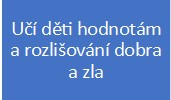 Učí děti hodnotám
a rozlišování dobra
a zla